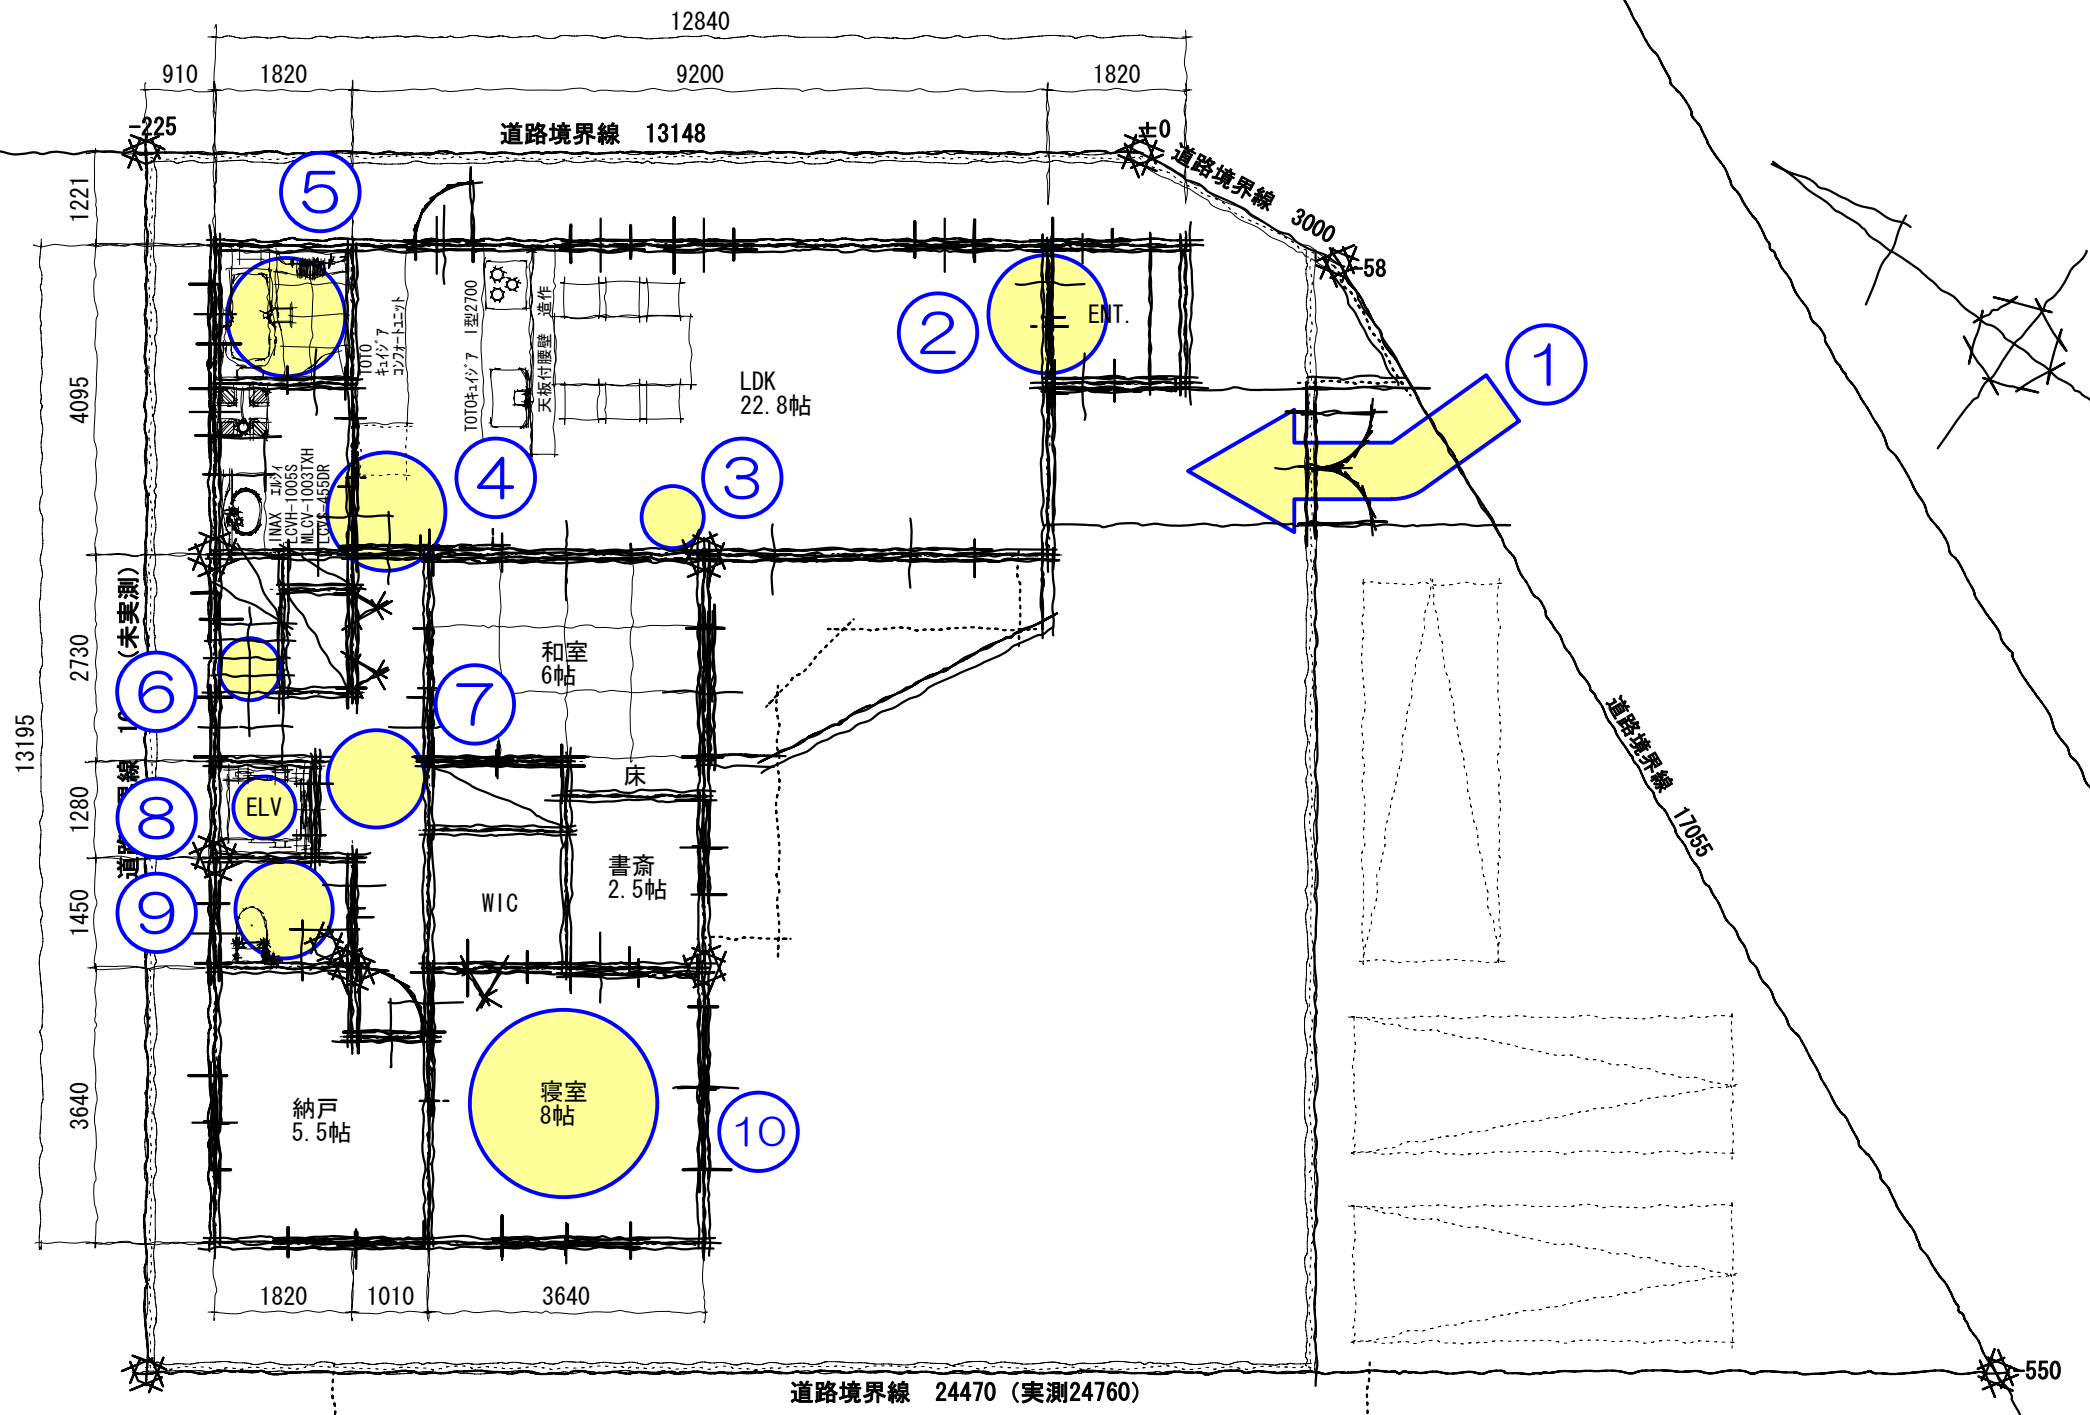 12840
910
1820
9200
1820
-225
道路境界線 13148
±0
道路境界線 3000
-58
1221
4095
2730
1280
1450
3640
13195
⑤
②
①
ENT.
TOTO
ｷｭｲｼﾞｱ
ｺﾝﾌｫｰﾄﾕﾆｯﾄ
TOTOｷｭｲｼﾞｱ I型2700
天板付腰壁 造作
LDK
22.8帖
④
③
INAX ｴﾙｼｲ
LCVH-1005S
MLCV-1003TXH
LCVS-455DR
(未実測)
道路境界線
⑥
⑦
和室
6帖
床
⑧
ELV
⑨
書斎
2.5帖
WIC
納戸
5.5帖
寝室
8帖
⑩
道路境界線 17055
1820
1010
3640
道路境界線 24470 (実測24760)
-550